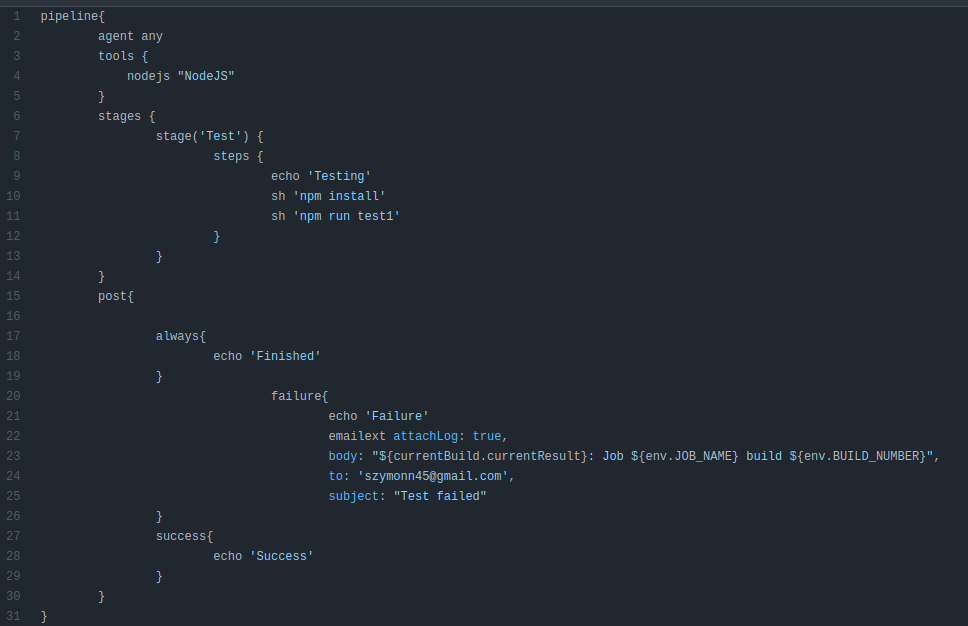 1 pipeline{
2 agent any
3 tools {
4 nodejs "NodeJS"
5 }
6 stages {
7 stage('Test') {
8 steps {
9 echo 'Testing'
10 sh 'npm install'
11 sh 'npm run test1'
12 }
13 }
14 }
15 post{
16
17 always{
18 echo 'Finished'
19 }
20 failure{
21 echo 'Failure'
22 emailext attachLog: true,
23 body: "${currentBuild.currentResult}: Job ${env.JOB_NAME} build ${env.BUILD_NUMBER}",
24 to: 'szymonn45@gmail.com',
25 subject: "Test failed"
26 }
27 success{
28 echo 'Success'
29 }
30 }
31 }